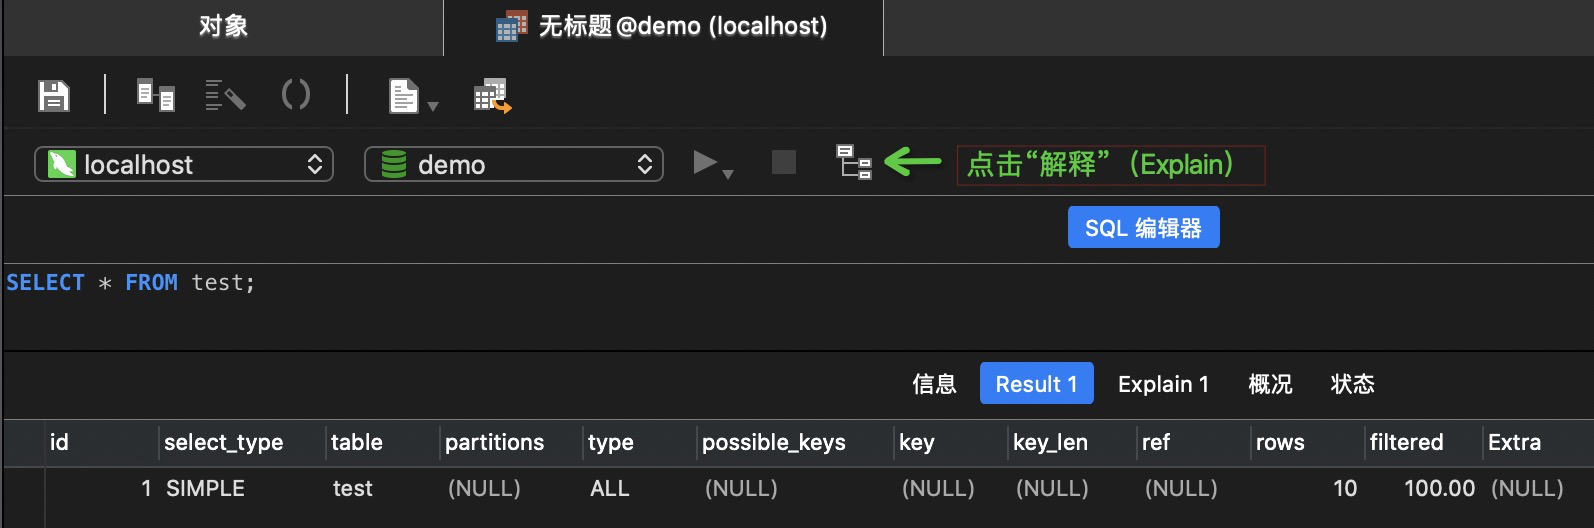 对象
无标题 @demo (localhost)
localhost
demo
点击“解释”（Explain）
SQL 编辑器
SELECT * FROM test;
信息 Result 1 Explain 1 概况 状态
id select_type table partitions type possible_keys key key_len ref rows filtered Extra
1 SIMPLE test (NULL) ALL (NULL) (NULL) (NULL) (NULL) 10 100.00 (NULL)